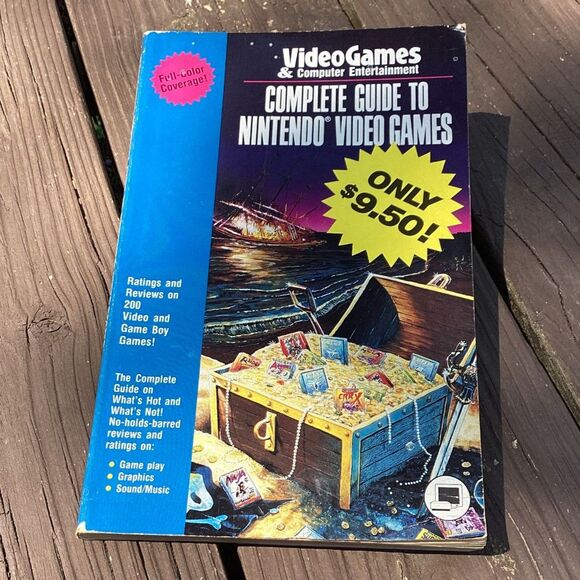 Full-Color
Coverage!
VideoGames
& Computer Entertainment
COMPLETE GUIDE TO
NINTENDO® VIDEO GAMES
ONLY
$9.50!
Ratings and
Reviews on
200
Video and
Game Boy
Games!
The Complete
Guide on
What's Hot and
What's Not!
No-holds-barred
reviews and
ratings on:
• Game play
• Graphics
• Sound/Music
NINJA